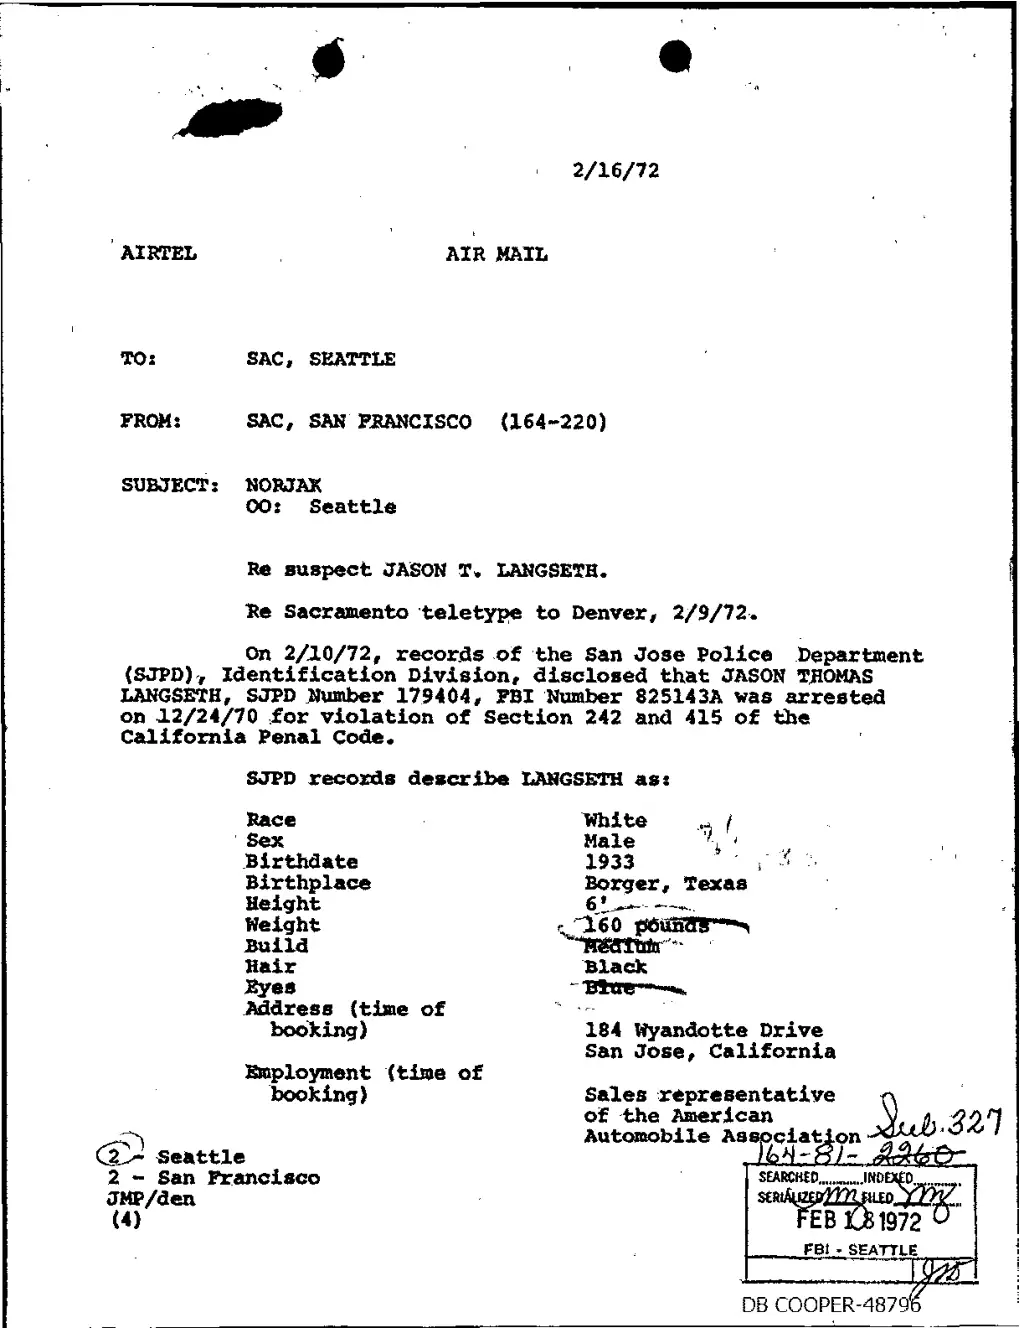 2/16/72
AIRTEL AIR MAIL
TO: SAC, SEATTLE
FROM: SAC, SAN FRANCISCO (164-220)
SUBJECT: NORJAK
OO: Seattle
Re suspect JASON T. LANGSETH.
Re Sacramento teletype to Denver, 2/9/72.
On 2/10/72, records of the San Jose Police Department
(SJPD), Identification Division, disclosed that JASON THOMAS
LANGSETH, SJPD Number 179404, FBI Number 825143A was arrested
on 12/24/70 for violation of Section 242 and 415 of the
California Penal Code.
SJPD records describe LANGSETH as:
Race White
Sex Male
Birthdate 1933
Birthplace Borger, Texas
Height 6'
Weight 160 pounds
Build Medium
Hair Black
Eyes Blue
Address (time of
booking) 184 Wyandotte Drive
San Jose, California
Employment (time of
booking) Sales representative
of the American
Automobile Association
Sub. 327
2 - Seattle
164-81-2260
2 - San Francisco
SEARCHED INDEXED
JMP/den
SERIALIZED FILED
(4)
FEB 18 1972
FBI - SEATTLE
DB COOPER-48796